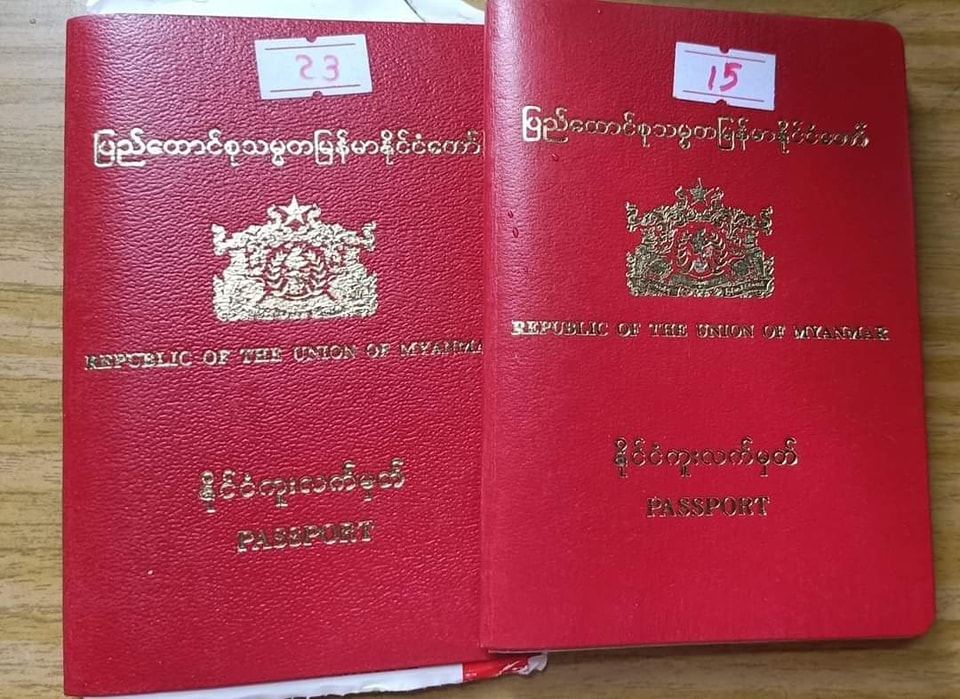 23
ပြည်ထောင်စုသမ္မတမြန်မာနိုင်ငံတော်
REPUBLIC OF THE UNION OF MYANMA
နိုင်ငံကူးလက်မှတ်
PASSPORT
15
ပြည်ထောင်စုသမ္မတမြန်မာနိုင်ငံတော်
REPUBLIC OF THE UNION OF MYANMAR
နိုင်ငံကူးလက်မှတ်
PASSPORT